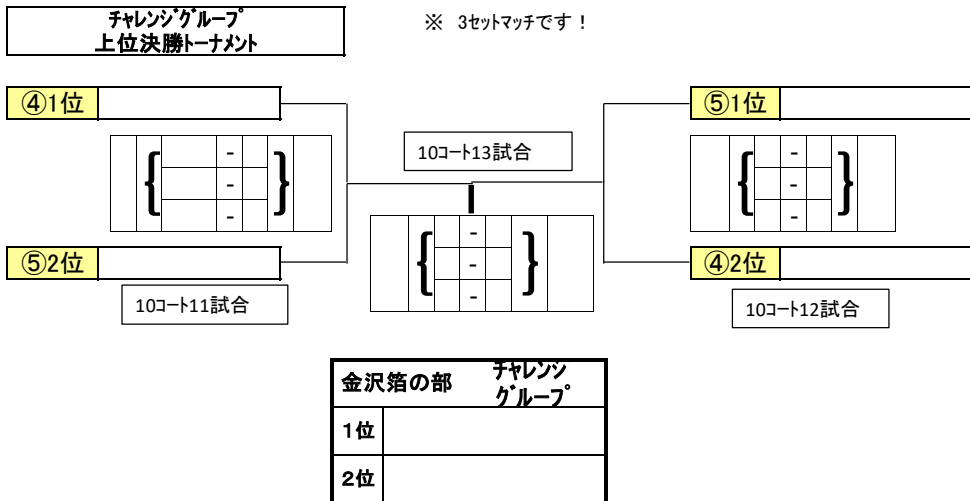 チャレンジグループ
上位決勝トーナメント
※ 3セットマッチです！
④1位
⑤1位
10コート13試合
{ - - - }
{ - - - }
{ - - - }
⑤2位
④2位
10コート11試合
10コート12試合
金沢箔の部 チャレンジ
グループ
1位
2位